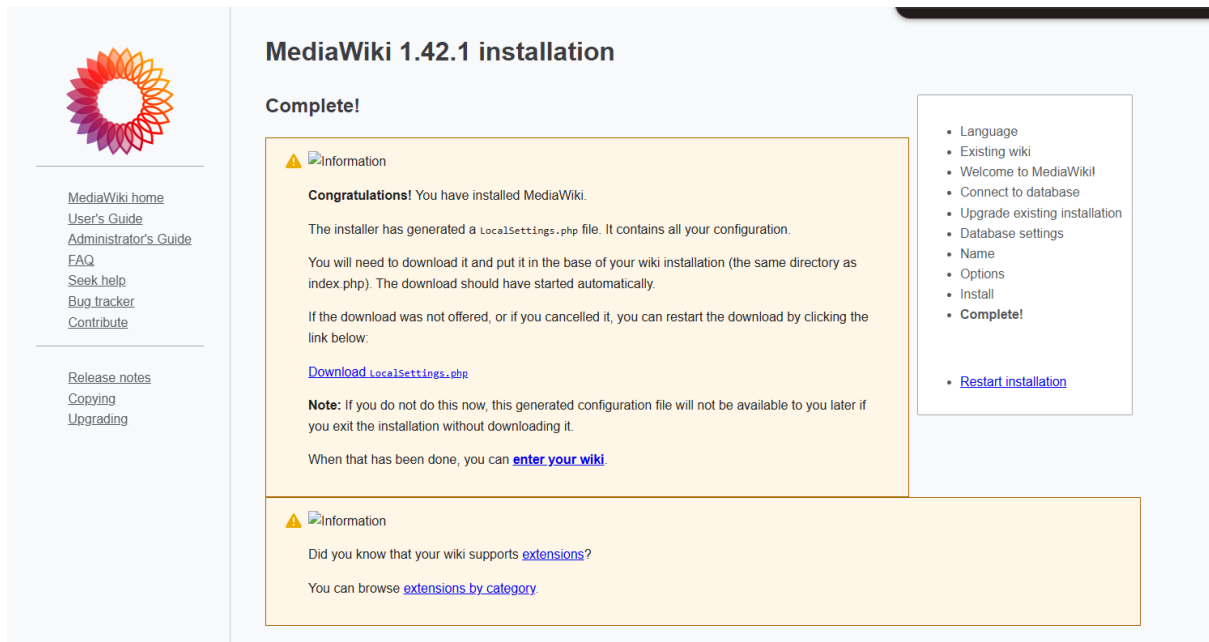 MediaWiki 1.42.1 installation
MediaWiki home
User's Guide
Administrator's Guide
FAQ
Seek help
Bug tracker
Contribute
Release notes
Copying
Upgrading
Complete!
Information
Congratulations! You have installed MediaWiki.
The installer has generated a LocalSettings.php file. It contains all your configuration.
You will need to download it and put it in the base of your wiki installation (the same directory as
index.php). The download should have started automatically.
If the download was not offered, or if you cancelled it, you can restart the download by clicking the
link below:
Download LocalSettings.php
Note: If you do not do this now, this generated configuration file will not be available to you later if
you exit the installation without downloading it.
When that has been done, you can enter your wiki.
Information
Did you know that your wiki supports extensions?
You can browse extensions by category.
Language
Existing wiki
Welcome to MediaWiki!
Connect to database
Upgrade existing installation
Database settings
Name
Options
Install
Complete!
Restart installation